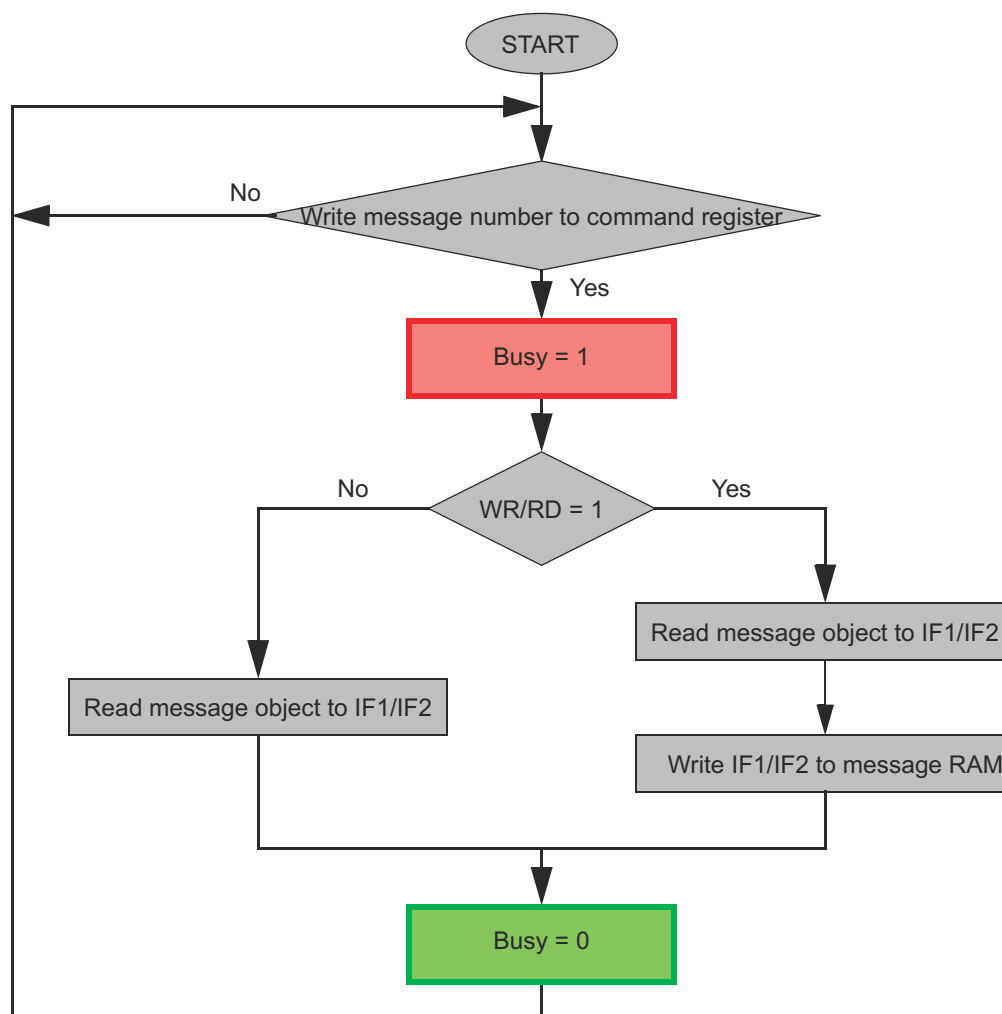 START
No
Write message number to command register
Yes
Busy = 1
No
Yes
WR/RD = 1
Read message object to IF1/IF2
Read message object to IF1/IF2
Write IF1/IF2 to message RAM
Busy = 0